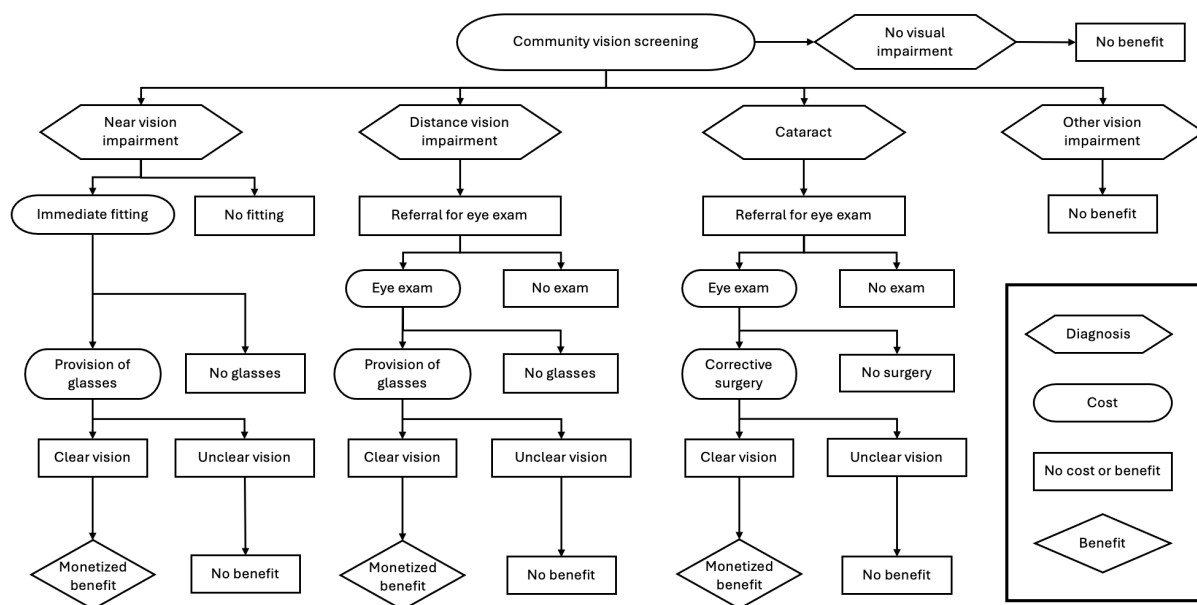 Community vision screening
No visual
impairment
No benefit
Near vision
impairment
Distance vision
impairment
Cataract
Other vision
impairment
Immediate fitting
No fitting
Referral for eye exam
Referral for eye exam
No benefit
Eye exam
No exam
Eye exam
No exam
Provision of
glasses
No glasses
Provision of
glasses
No glasses
Corrective
surgery
No surgery
Clear vision
Unclear vision
Clear vision
Unclear vision
Clear vision
Unclear vision
Monetized
benefit
No benefit
Monetized
benefit
No benefit
Monetized
benefit
No benefit
Diagnosis
Cost
No cost or benefit
Benefit